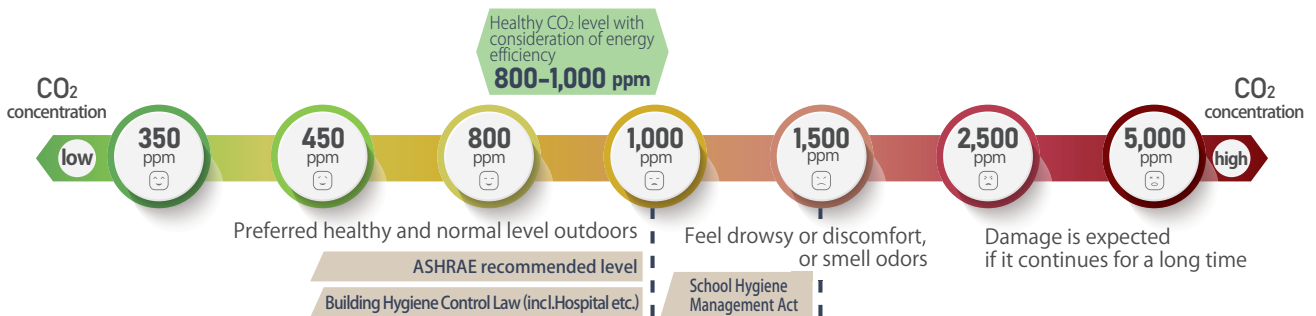 Healthy CO2 level with
consideration of energy
efficiency
800–1,000 ppm
CO2
concentration
low
350
ppm
450
ppm
800
ppm
1,000
ppm
1,500
ppm
2,500
ppm
5,000
ppm
high
CO2
concentration
Preferred healthy and normal level outdoors
Feel drowsy or discomfort,
or smell odors
Damage is expected
if it continues for a long time
ASHRAE recommended level
Building Hygiene Control Law (incl.Hospital etc.)
School Hygiene
Management Act